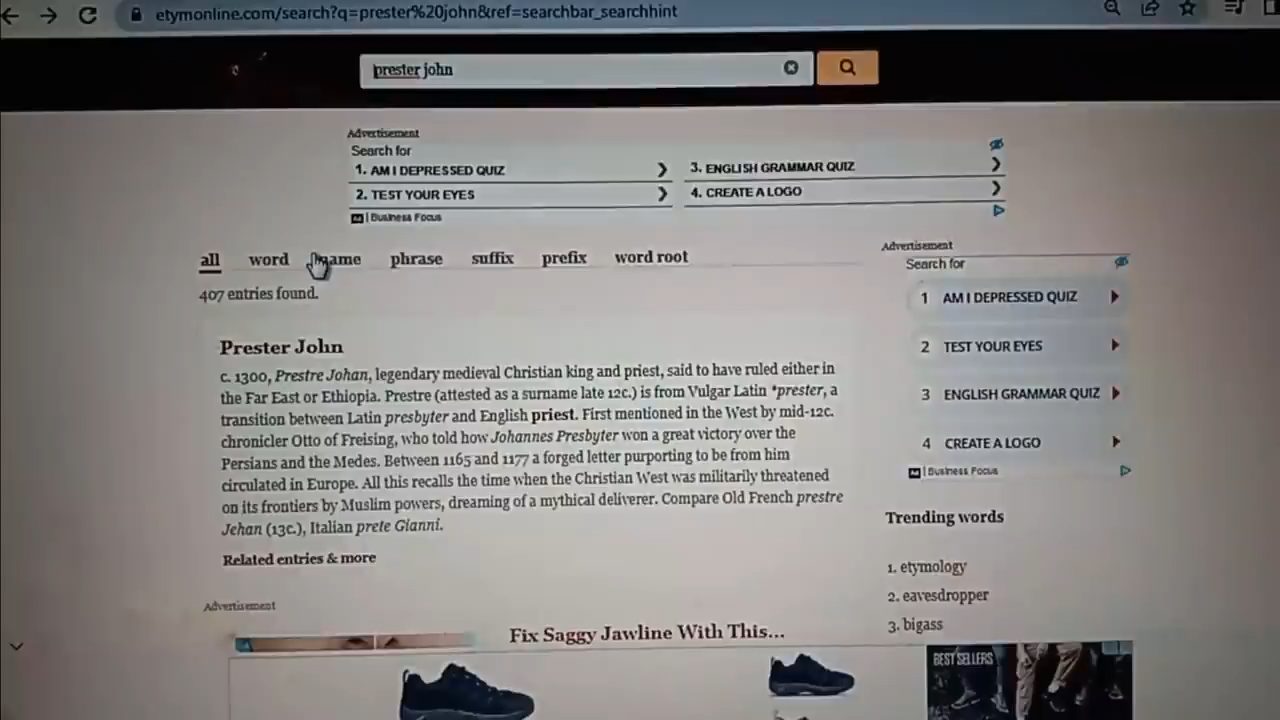 etymonline.com/search?q=prester%20john&ref=searchbar_searchhint
prester john
Advertisement
Search for
1. AM I DEPRESSED QUIZ
2. TEST YOUR EYES
3. ENGLISH GRAMMAR QUIZ
4. CREATE A LOGO
Ad | Business Focus
all word name phrase suffix prefix word root
407 entries found.
Prester John
c. 1300, Prestre Johan, legendary medieval Christian king and priest, said to have ruled either in
the Far East or Ethiopia. Prestre (attested as a surname late 12c.) is from Vulgar Latin *prester, a
transition between Latin presbyter and English priest. First mentioned in the West by mid-12c.
chronicler Otto of Freising, who told how Johannes Presbyter won a great victory over the
Persians and the Medes. Between 1165 and 1177 a forged letter purporting to be from him
circulated in Europe. All this recalls the time when the Christian West was militarily threatened
on its frontiers by Muslim powers, dreaming of a mythical deliverer. Compare Old French prestre
Jehan (13c.), Italian prete Gianni.
Related entries & more
Advertisement
Fix Saggy Jawline With This...
Advertisement
Search for
1 AM I DEPRESSED QUIZ
2 TEST YOUR EYES
3 ENGLISH GRAMMAR QUIZ
4 CREATE A LOGO
Ad | Business Focus
Trending words
1. etymology
2. eavesdropper
3. bigass
BEST SELLERS